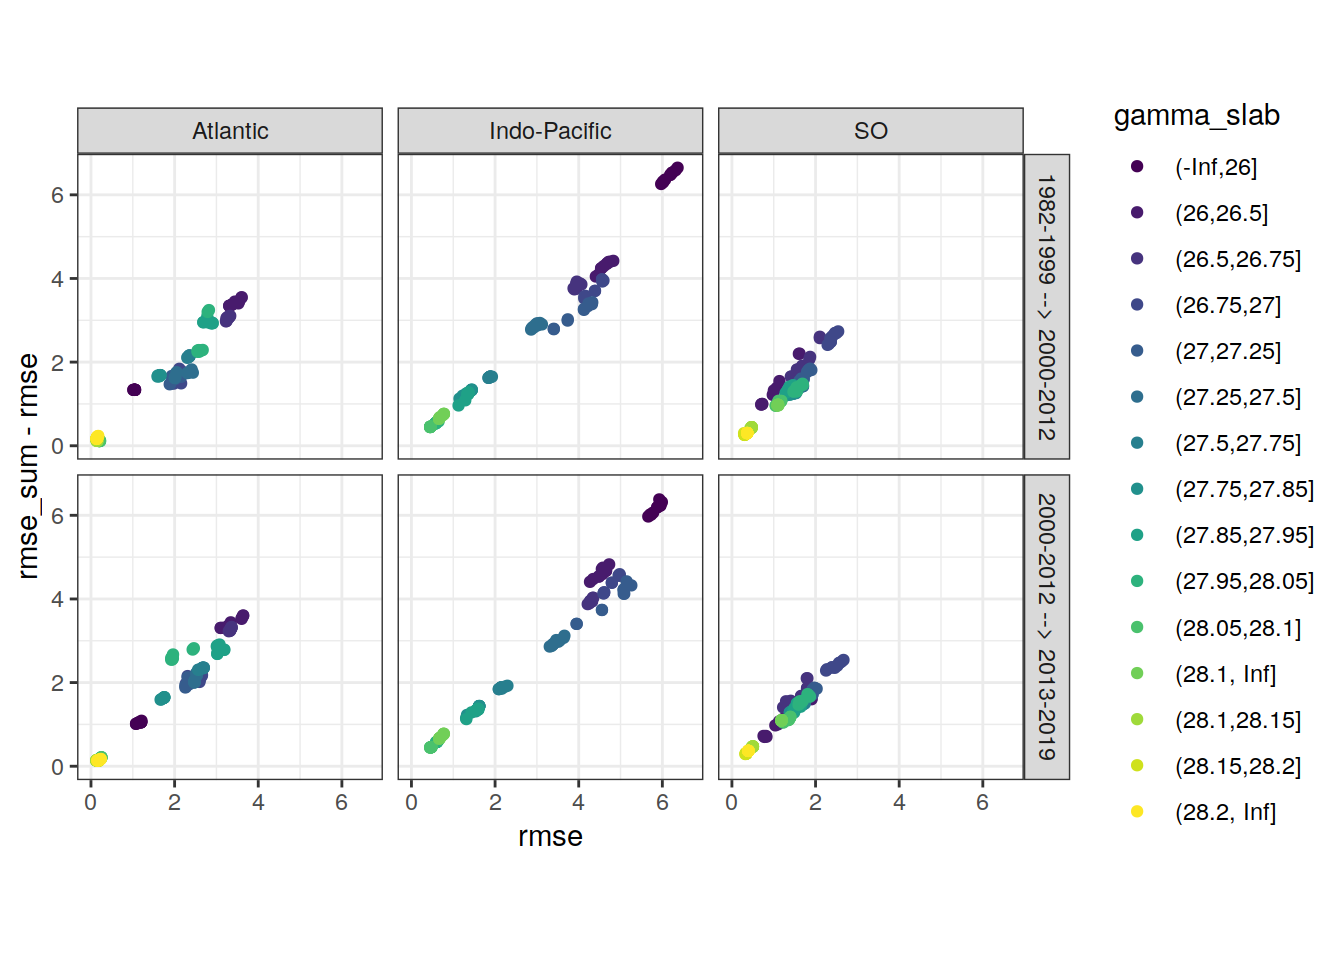 Atlantic
Indo-Pacific
SO
6
4
2
0
1982-1999 --> 2000-2012
6
4
2
0
2000-2012 --> 2013-2019
0
2
4
6
0
2
4
6
0
2
4
6
rmse
rmse_sum - rmse
gamma_slab
(-Inf,26]
(26,26.5]
(26.5,26.75]
(26.75,27]
(27,27.25]
(27.25,27.5]
(27.5,27.75]
(27.75,27.85]
(27.85,27.95]
(27.95,28.05]
(28.05,28.1]
(28.1, Inf]
(28.1,28.15]
(28.15,28.2]
(28.2, Inf]